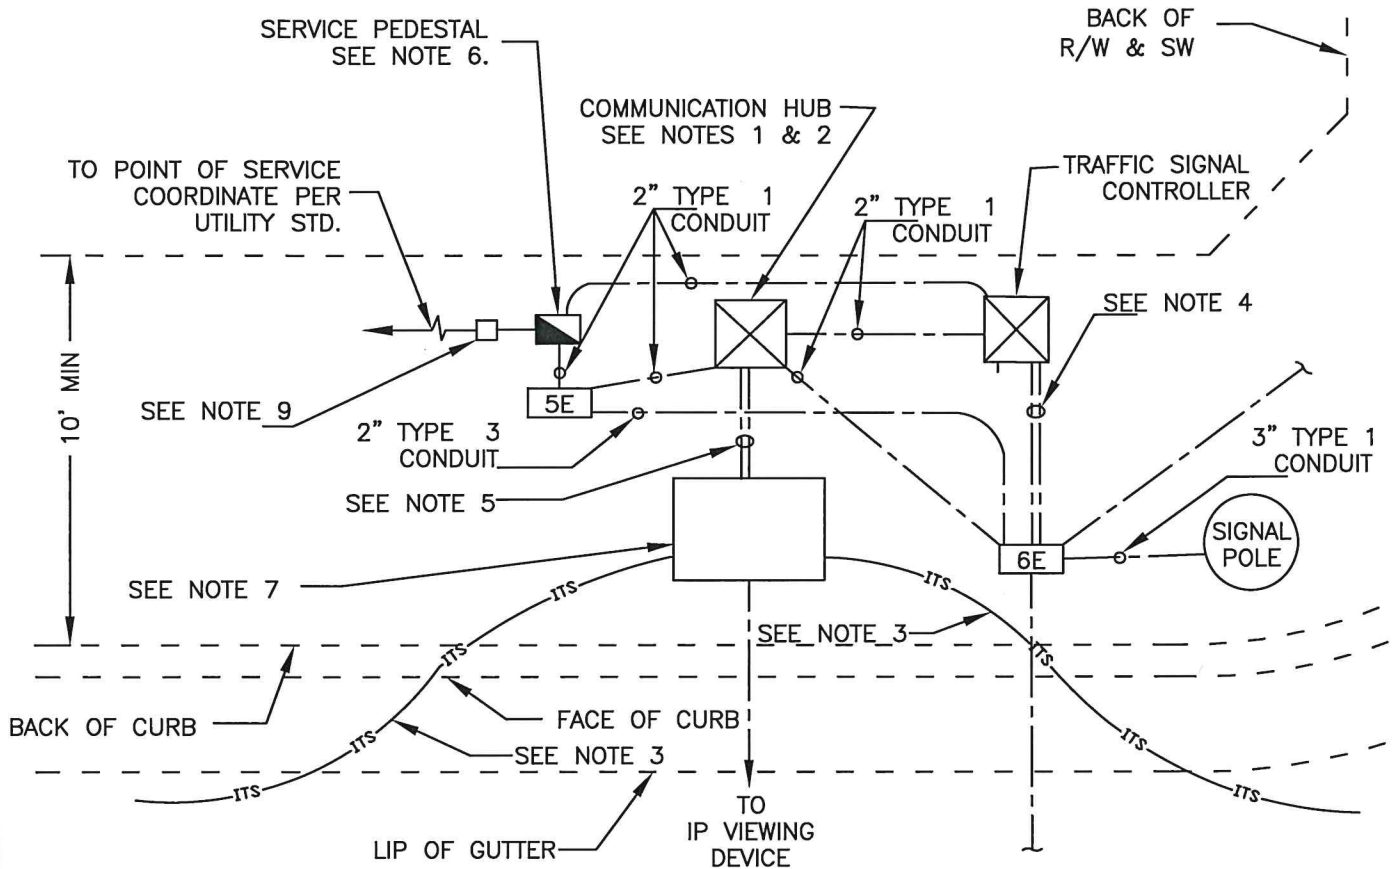 SERVICE PEDESTAL
SEE NOTE 6.
BACK OF
R/W & SW
COMMUNICATION HUB
SEE NOTES 1 & 2
TO POINT OF SERVICE
COORDINATE PER
UTILITY STD.
2" TYPE 1
CONDUIT
2" TYPE 1
CONDUIT
TRAFFIC SIGNAL
CONTROLLER
SEE NOTE 4
10' MIN
SEE NOTE 9
5E
2" TYPE 3
CONDUIT
3" TYPE 1
CONDUIT
SEE NOTE 5
SIGNAL
POLE
6E
SEE NOTE 7
ITS
ITS
SEE NOTE 3
ITS
ITS
BACK OF CURB
FACE OF CURB
ITS
ITS
SEE NOTE 3
ITS
ITS
TO
IP VIEWING
DEVICE
LIP OF GUTTER